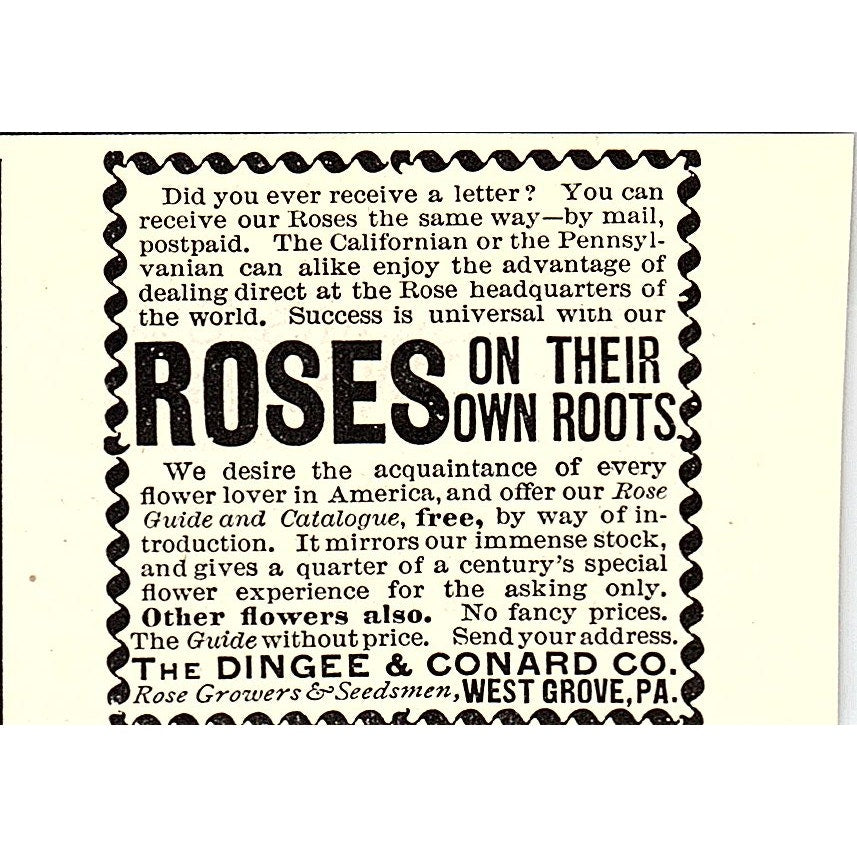 Did you ever receive a letter? You can
receive our Roses the same way—by mail,
postpaid. The Californian or the Pennsyl-
vanian can alike enjoy the advantage of
dealing direct at the Rose headquarters of
the world. Success is universal with our
ROSES ON THEIR
OWN ROOTS.
We desire the acquaintance of every
flower lover in America, and offer our Rose
Guide and Catalogue, free, by way of in-
troduction. It mirrors our immense stock,
and gives a quarter of a century's special
flower experience for the asking only.
Other flowers also. No fancy prices.
The Guide without price. Send your address.
THE DINGEE & CONARD CO.
Rose Growers & Seedsmen, WEST GROVE, PA.